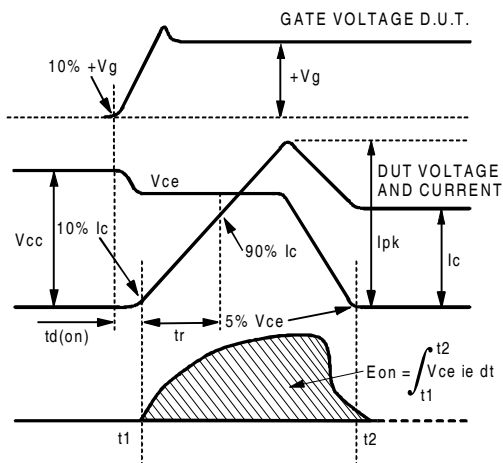 GATE VOLTAGE D.U.T.
10% +Vg
+Vg
Vce
DUT VOLTAGE
AND CURRENT
Vcc
10% Ic
90% Ic
Ipk
Ic
td(on)
tr
5% Vce
Eon = ∫ Vce ie dt
t2
t1
t1
t2